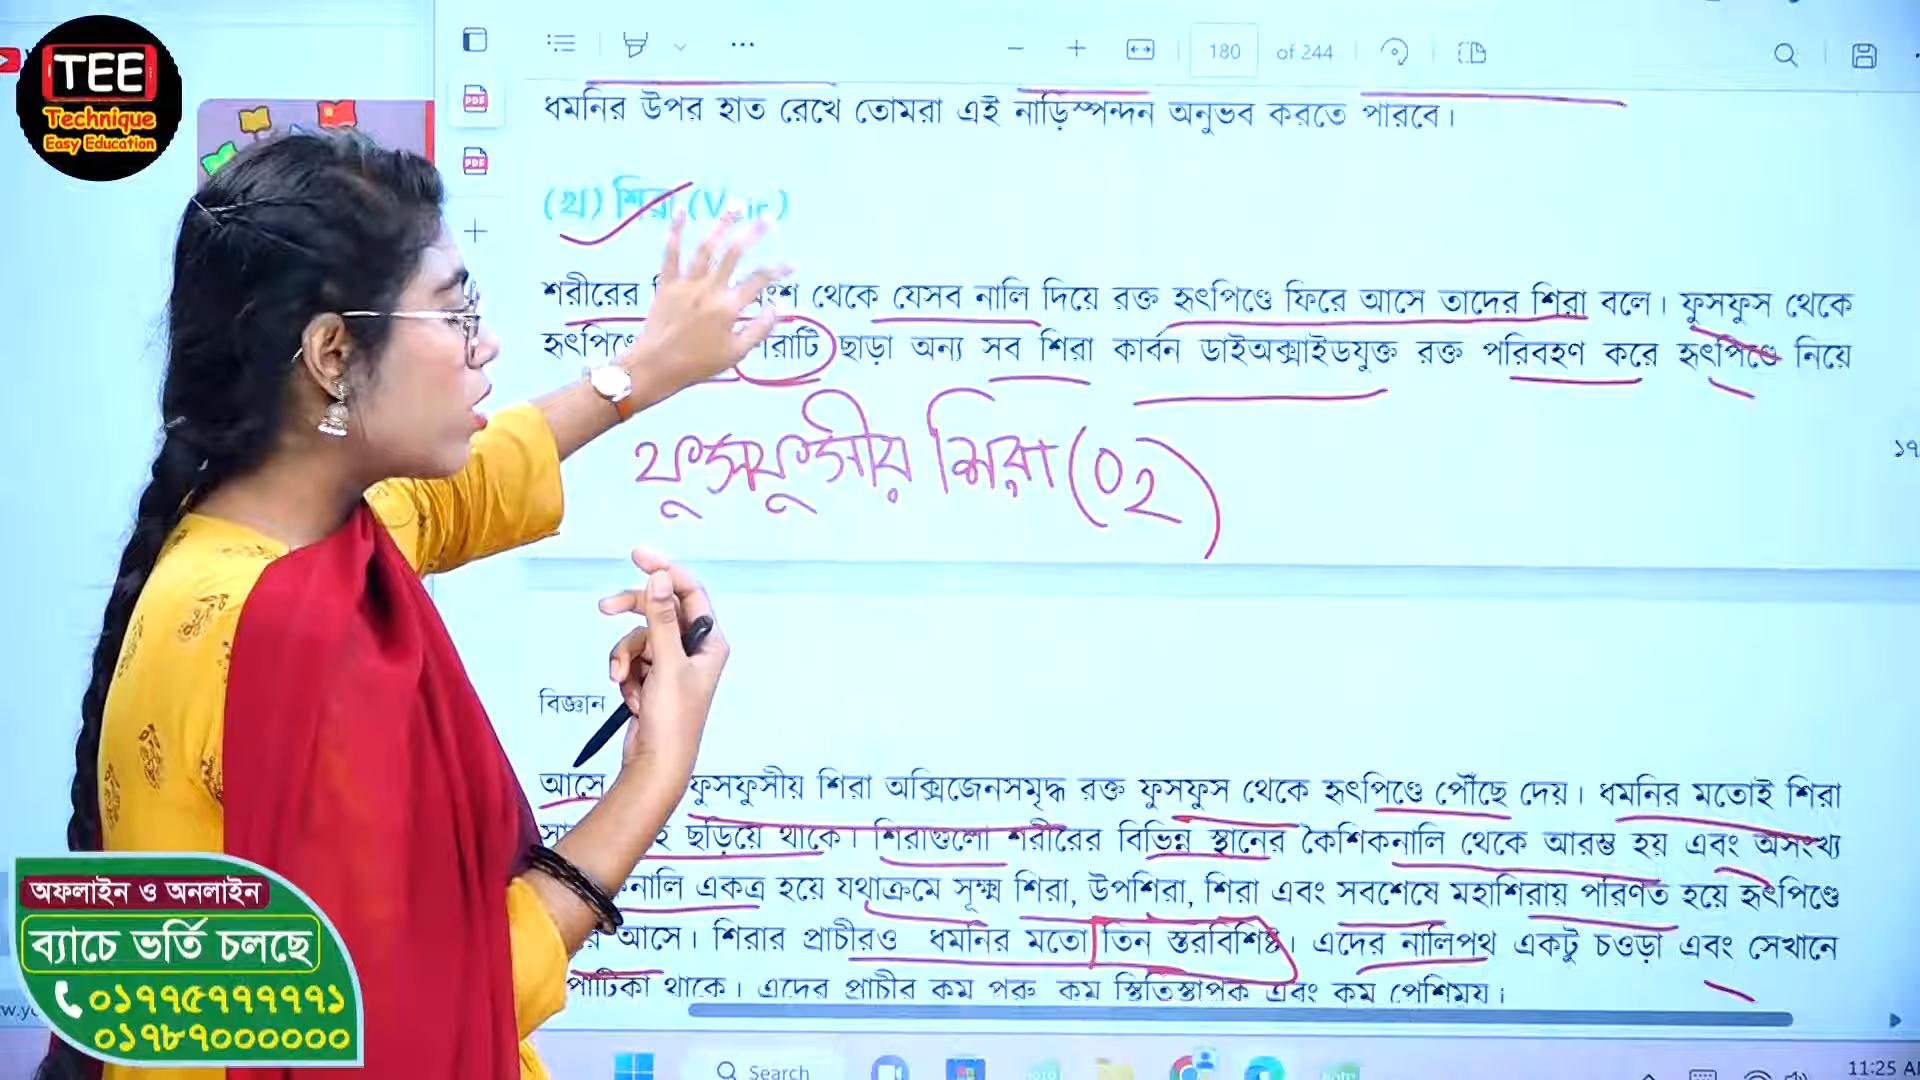 TEE
Technique
Easy Education
180 of 244
ধমনির উপর হাত রেখে তোমরা এই নাড়িস্পন্দন অনুভব করতে পারবে।
(খ) শিরা
শরীরের থেকে যেসব নালি দিয়ে রক্ত হৃৎপিণ্ডে ফিরে আসে তাদের শিরা বলে। ফুসফুস থেকে
ছাড়া অন্য সব শিরা কার্বন ডাইঅক্সাইডযুক্ত রক্ত পরিবহণ করে হৃৎপিণ্ডে নিয়ে
ফুসফুসীয় শিরা (০২)
বিজ্ঞান
আসে ফুসফুসীয় শিরা অক্সিজেনসমৃদ্ধ রক্ত ফুসফুস থেকে হৃৎপিণ্ডে পৌঁছে দেয়। ধমনির মতোই শিরা
ছড়িয়ে থাকে। শিরাগুলো শরীরের বিভিন্ন স্থানের কৈশিকনালি থেকে আরম্ভ হয় এবং অসংখ্য
একত্র হয়ে যথাক্রমে সূক্ষ্ম শিরা, উপশিরা, শিরা এবং সবশেষে মহাশিরায় পরিণত হয়ে হৃৎপিণ্ডে
আসে। শিরার প্রাচীরও ধমনির মতো তিন স্তরবিশিষ্ট। এদের নালিপথ একটু চওড়া এবং সেখানে
থাকে। এদের প্রাচীর কম পুরু কম স্থিতিস্থাপক এবং কম পেশিময়।
অফলাইন ও অনলাইন
ব্যাচে ভর্তি চলছে
০১৭৭৫৭৭৭৭৭১
০১৭৮৭০০০০০০
Search
11:25